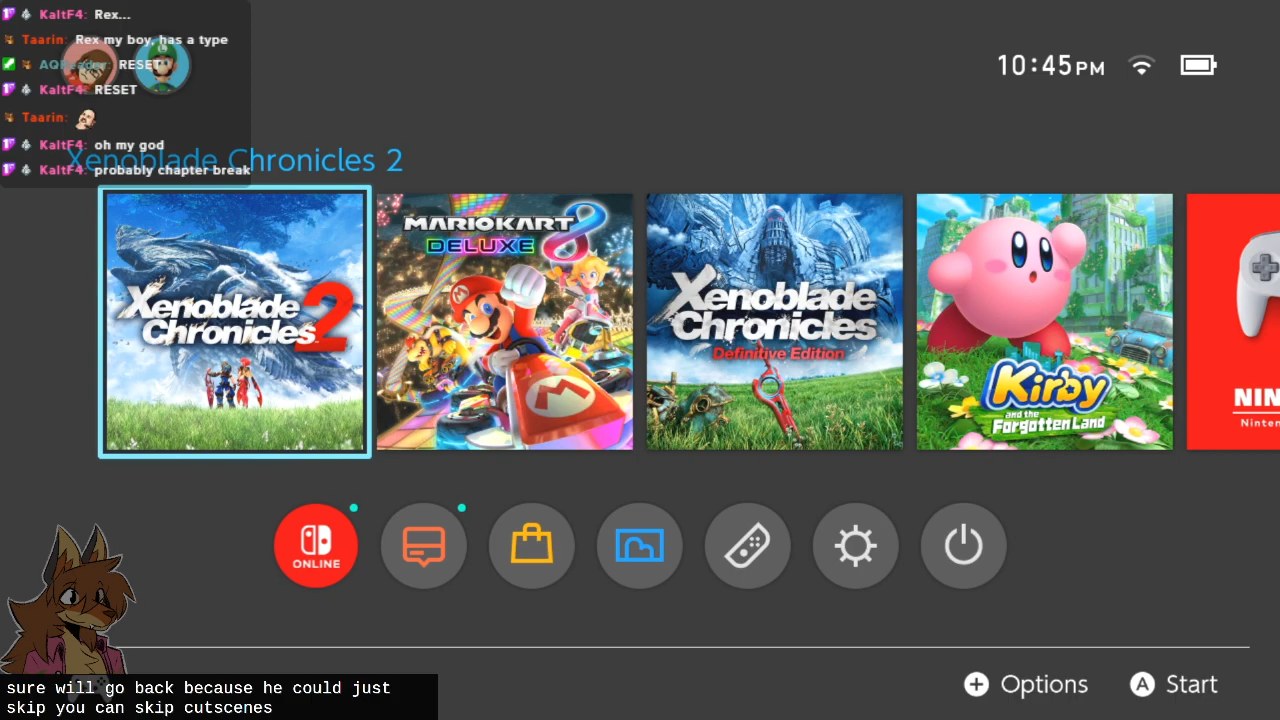 KaltF4: Rex...
Taarin: Rex my boy, has a type
AQReader: RESET
KaltF4: RESET
Taarin:
KaltF4: oh my god
KaltF4: probably chapter break
10:45PM
Xenoblade Chronicles 2
Xenoblade
Chronicles 2
MARIOKART 8
DELUXE
Xenoblade
Chronicles
Definitive Edition
Kirby
and the
Forgotten Land
NIN
Ninten
ONLINE
sure will go back because he could just
skip you can skip cutscenes
+ Options
A Start